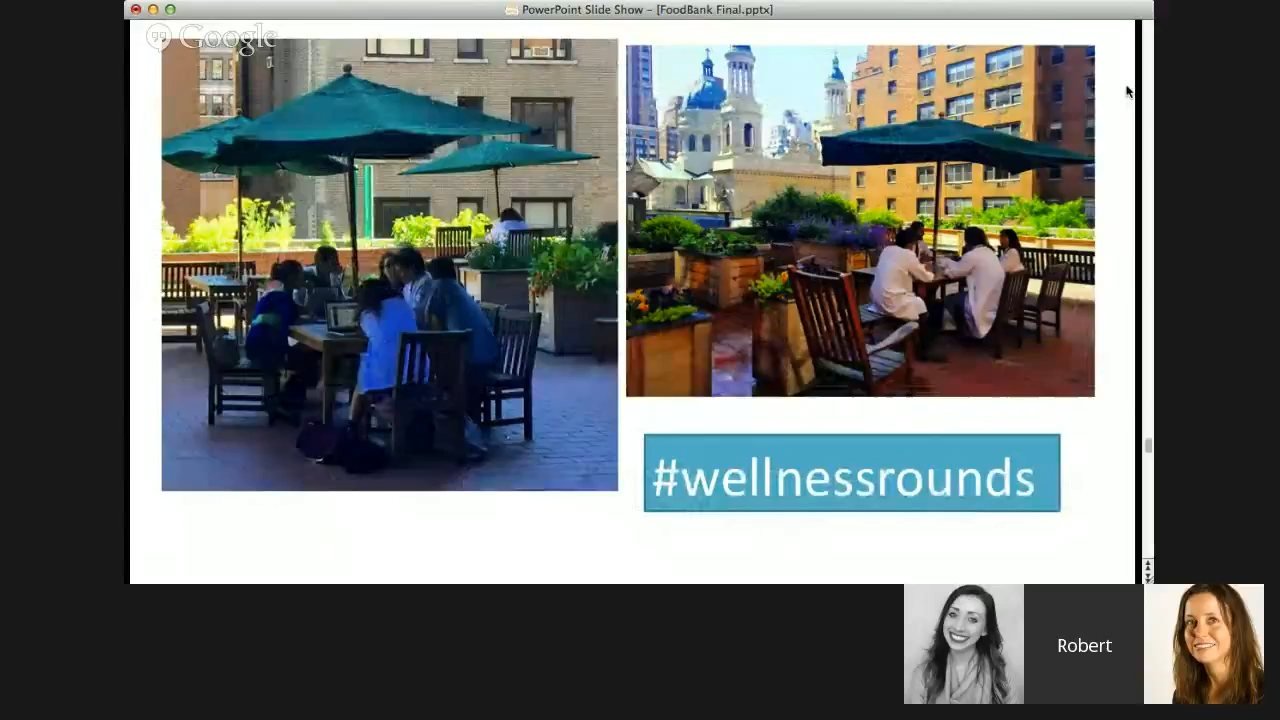 PowerPoint Slide Show - [FoodBank Final.pptx]
Google
#wellnessrounds
Robert